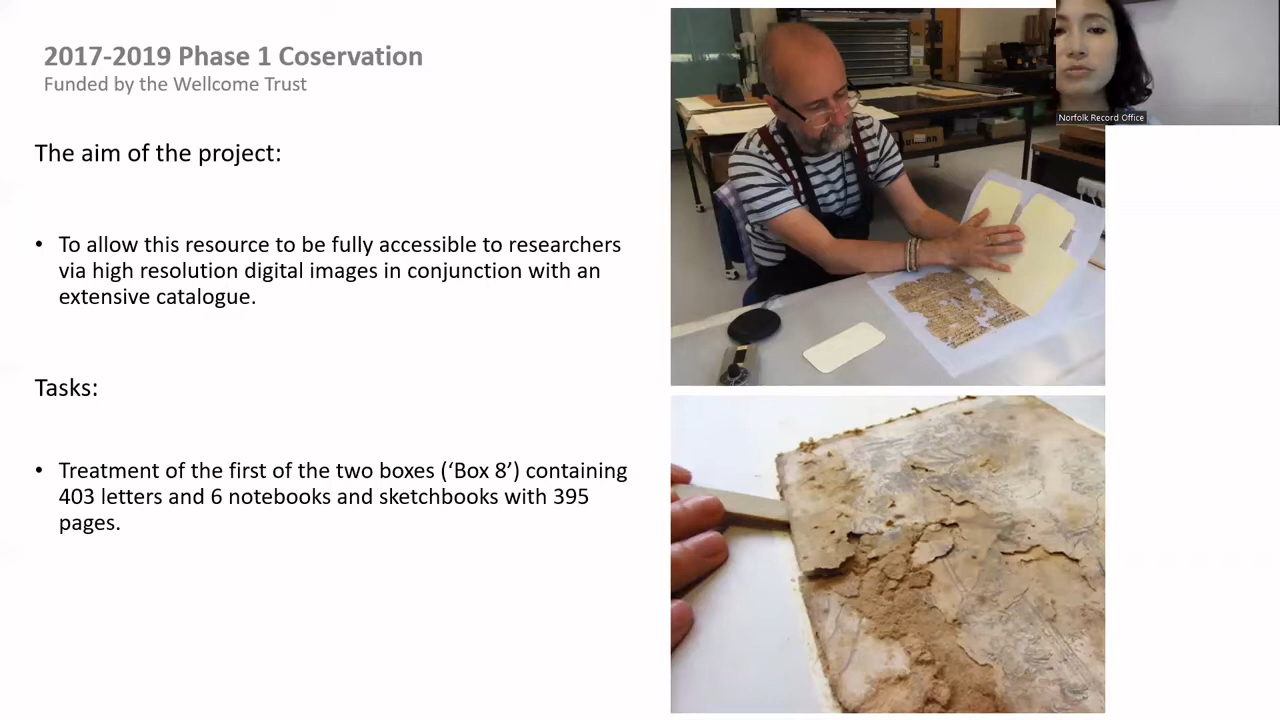 2017-2019 Phase 1 Coservation
Funded by the Wellcome Trust
The aim of the project:
• To allow this resource to be fully accessible to researchers
via high resolution digital images in conjunction with an
extensive catalogue.
Tasks:
• Treatment of the first of the two boxes (‘Box 8’) containing
403 letters and 6 notebooks and sketchbooks with 395
pages.
Norfolk Record Office